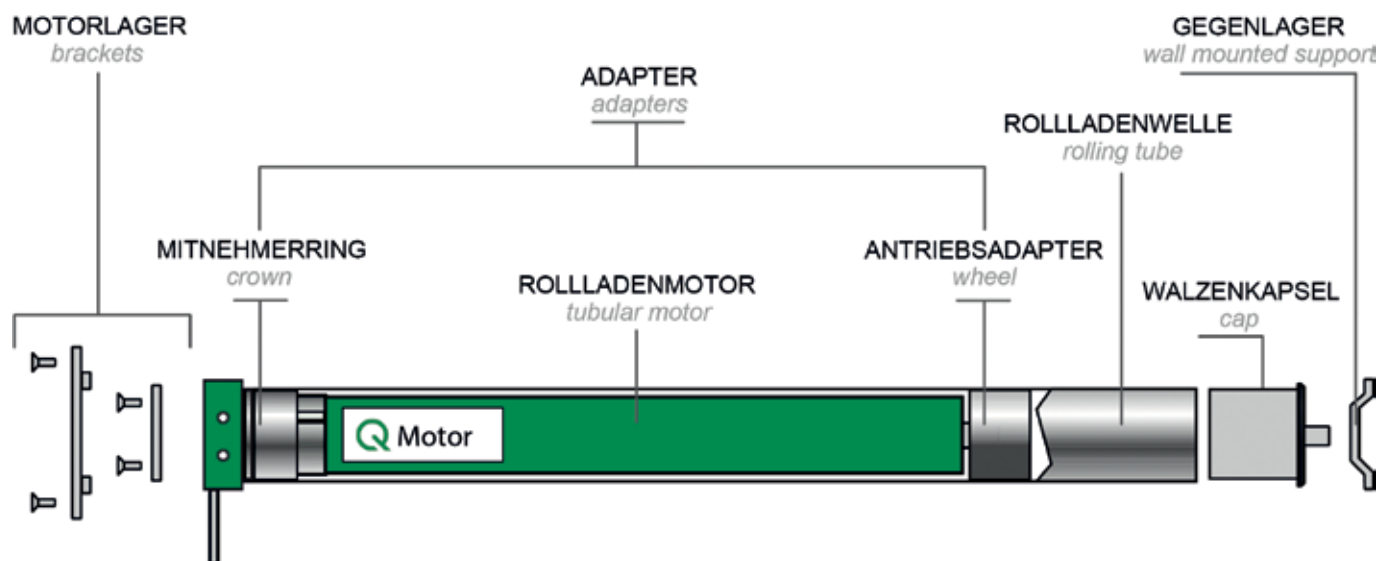 MOTORLAGER
brackets
GEGENLAGER
wall mounted support
ADAPTER
adapters
ROLLLADENWELLE
rolling tube
MITNEHMERRING
crown
ANTRIEBSADAPTER
wheel
ROLLLADENMOTOR
tubular motor
WALZENKAPSEL
cap
Q Motor